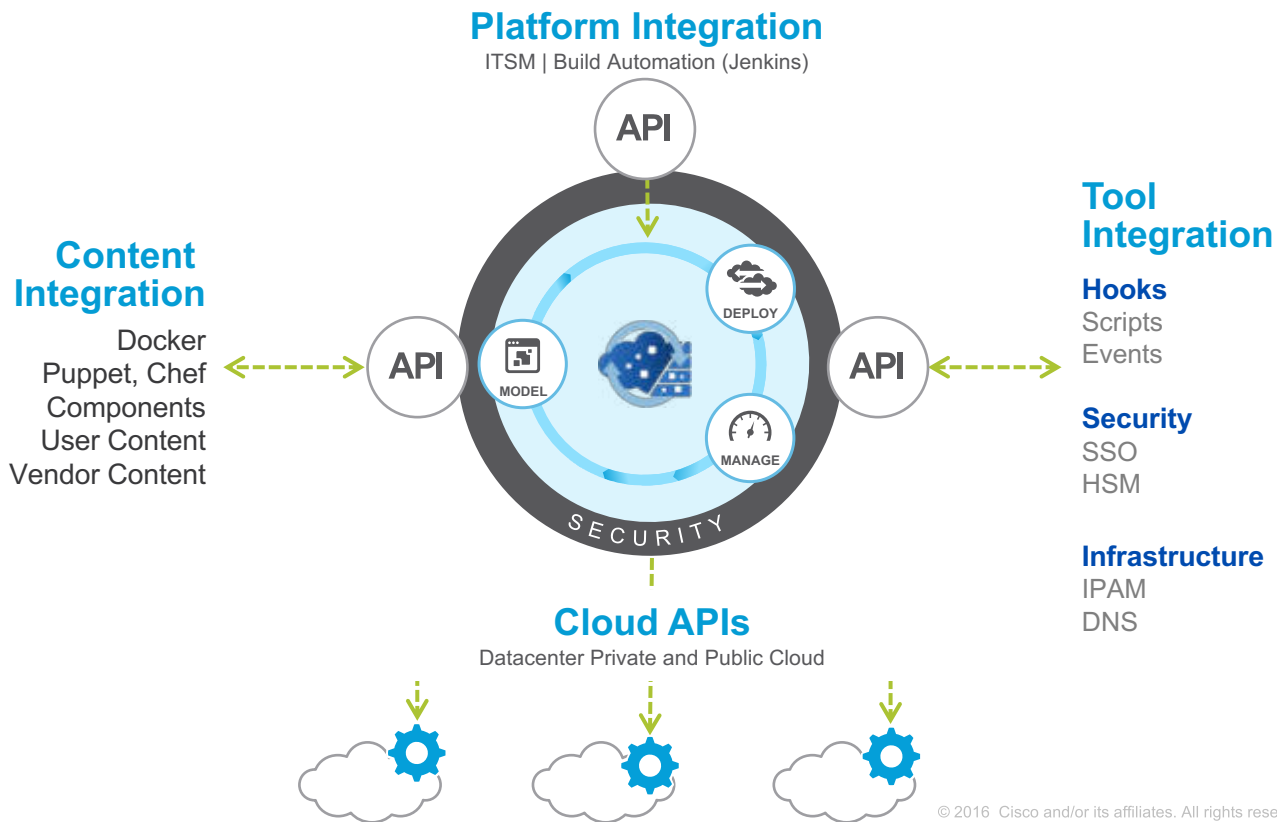 Platform Integration
ITSM | Build Automation (Jenkins)
API
Content
Integration
Docker
Puppet, Chef
Components
User Content
Vendor Content
API
MODEL
DEPLOY
MANAGE
SECURITY
API
Tool
Integration
Hooks
Scripts
Events
Security
SSO
HSM
Infrastructure
IPAM
DNS
Cloud APIs
Datacenter Private and Public Cloud
© 2016 Cisco and/or its affiliates. All rights rese